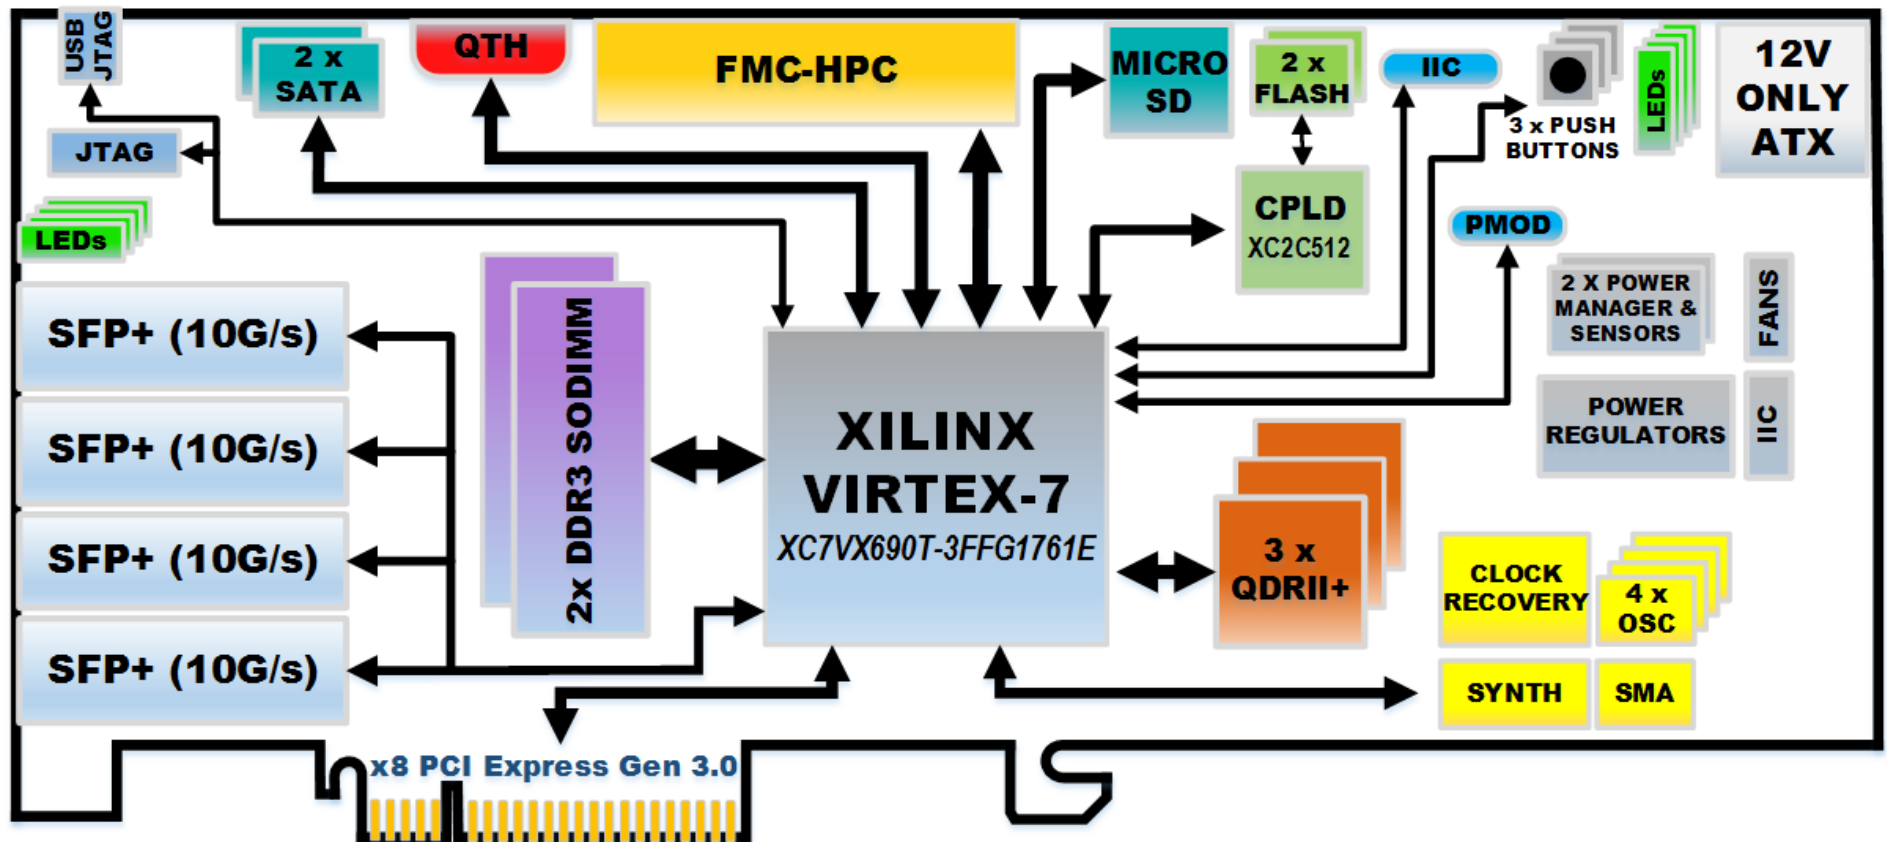 USB
JTAG
2 x
SATA
QTH
FMC-HPC
MICRO
SD
2 x
FLASH
IIC
3 x PUSH
BUTTONS
LEDs
12V
ONLY
ATX
JTAG
LEDs
CPLD
XC2C512
PMOD
2 X POWER
MANAGER &
SENSORS
FANS
POWER
REGULATORS
IIC
SFP+ (10G/s)
SFP+ (10G/s)
SFP+ (10G/s)
SFP+ (10G/s)
2x DDR3 SODIMM
XILINX
VIRTEX-7
XC7VX690T-3FFG1761E
3 x
QDRII+
CLOCK
RECOVERY
4 x
OSC
SYNTH
SMA
x8 PCI Express Gen 3.0